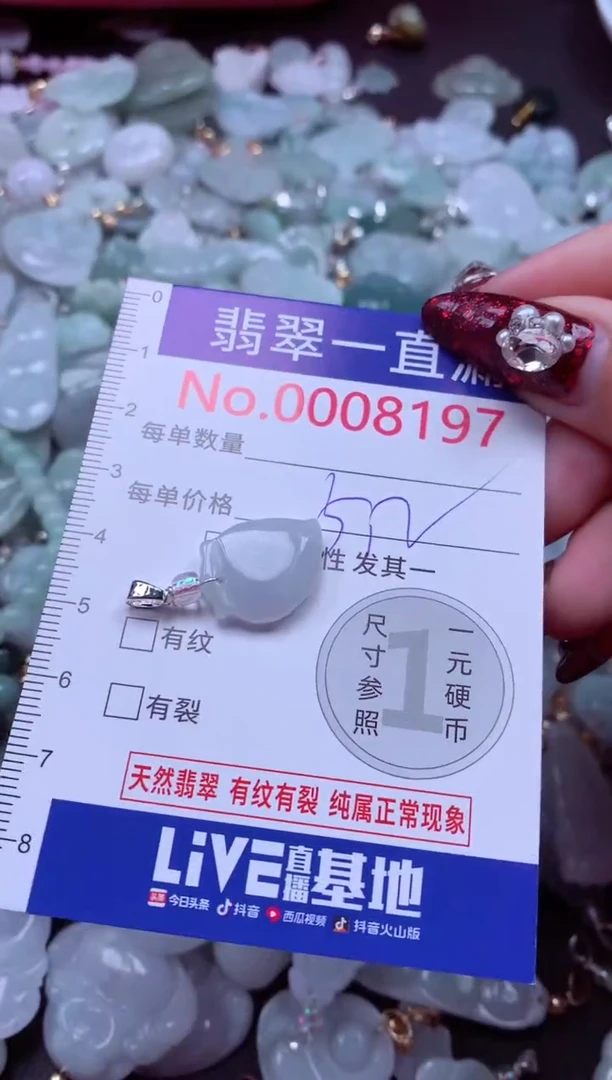 0
翡翠一直
1
No.0008197
2
每单数量
3
每单价格
4
性 发其一
5
有纹
尺寸参照
1
一元硬币
6
有裂
7
天然翡翠 有纹有裂 纯属正常现象
8
LiVE直播基地
头条 今日头条 抖音 西瓜视频 抖音火山版